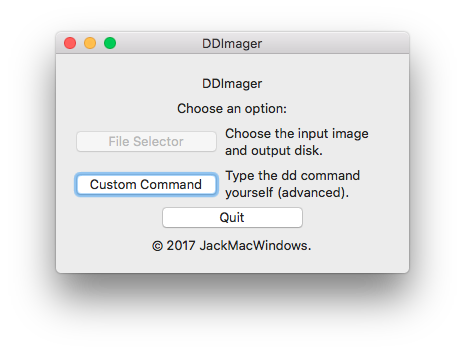 DDImager
DDImager
Choose an option:
File Selector
Choose the input image
and output disk.
Custom Command
Type the dd command
yourself (advanced).
Quit
© 2017 JackMacWindows.